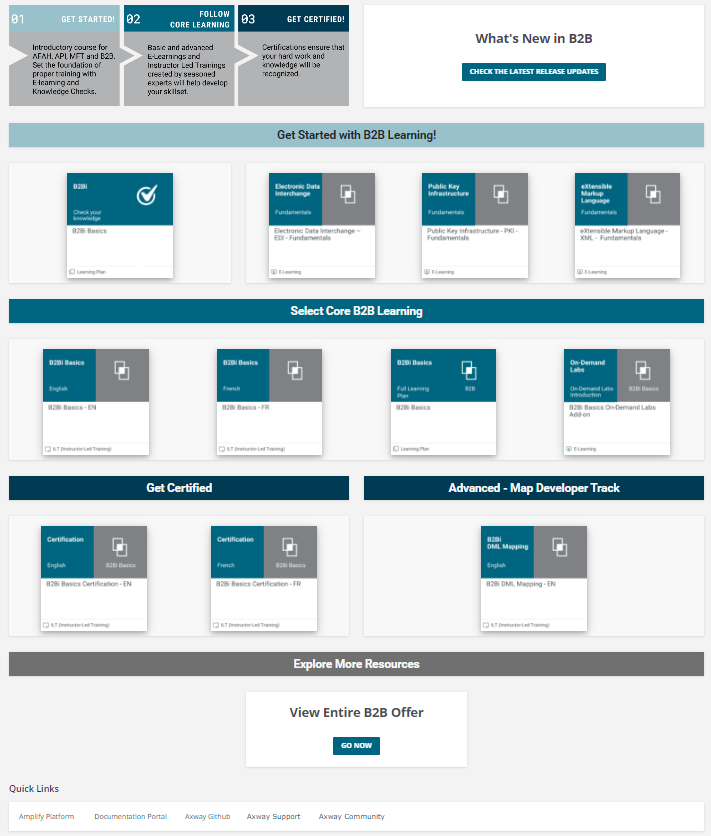 01 GET STARTED!
Introductory course for
AFAH, API, MFT and B2B.
Set the foundation of
proper training with
E-learning and
Knowledge Checks.
02 FOLLOW
CORE LEARNING
Basic and advanced
E-Learnings and
Instructor Led Trainings
created by seasoned
experts will help develop
your skillset.
03 GET CERTIFIED!
Certifications ensure that
your hard work and
knowledge will be
recognized.
What's New in B2B
CHECK THE LATEST RELEASE UPDATES
Get Started with B2B Learning!
B2Bi
Check your
knowledge
B2Bi Basics
Learning Plan
Electronic Data
Interchange
Fundamentals
Electronic Data Interchange –
EDI - Fundamentals
E-Learning
Public Key
Infrastructure
Fundamentals
Public Key Infrastructure - PKI -
Fundamentals
E-Learning
eXtensible
Markup
Language
Fundamentals
eXtensible Markup Language -
XML - Fundamentals
E-Learning
Select Core B2B Learning
B2Bi Basics
English
B2Bi Basics - EN
ILT (Instructor-Led Training)
B2Bi Basics
French
B2Bi Basics - FR
ILT (Instructor-Led Training)
B2Bi Basics
Full Learning
Plan
B2B
B2Bi Basics
Learning Plan
On-Demand
Labs
On-Demand Labs
Introduction
B2Bi Basics
B2Bi Basics On-Demand Labs
Add-on
E-Learning
Get Certified
Certification
English
B2Bi Basics
B2Bi Basics Certification - EN
ILT (Instructor-Led Training)
Certification
French
B2Bi Basics
B2Bi Basics Certification - FR
ILT (Instructor-Led Training)
Advanced - Map Developer Track
B2Bi
DML Mapping
English
B2Bi DML Mapping - EN
ILT (Instructor-Led Training)
Explore More Resources
View Entire B2B Offer
GO NOW
Quick Links
Amplify Platform Documentation Portal Axway Github Axway Support Axway Community